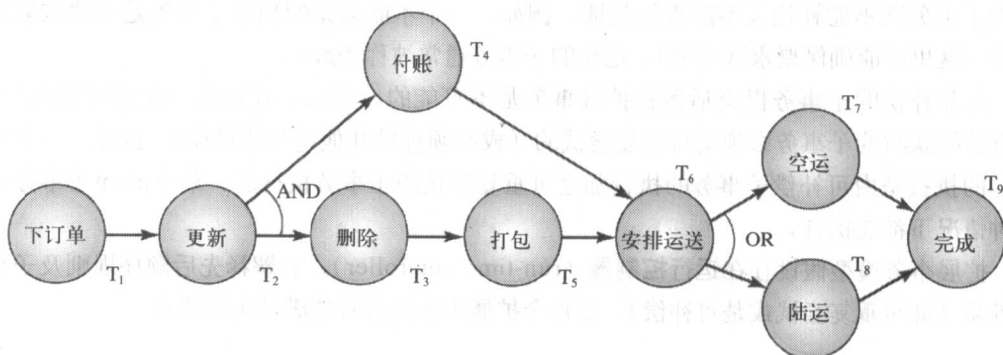 付账 T4
空运 T7
AND
下订单 T1
更新 T2
删除 T3
打包 T5
安排运送 T6
OR
陆运 T8
完成 T9